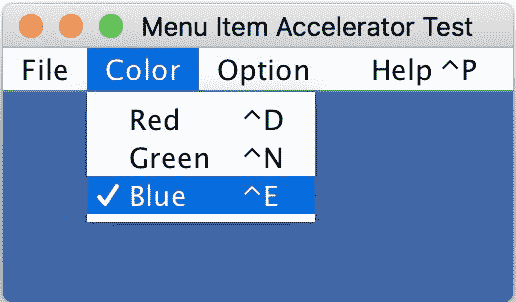 Menu Item Accelerator Test
File Color Option Help ^P
Red ^D
Green ^N
✓ Blue ^E